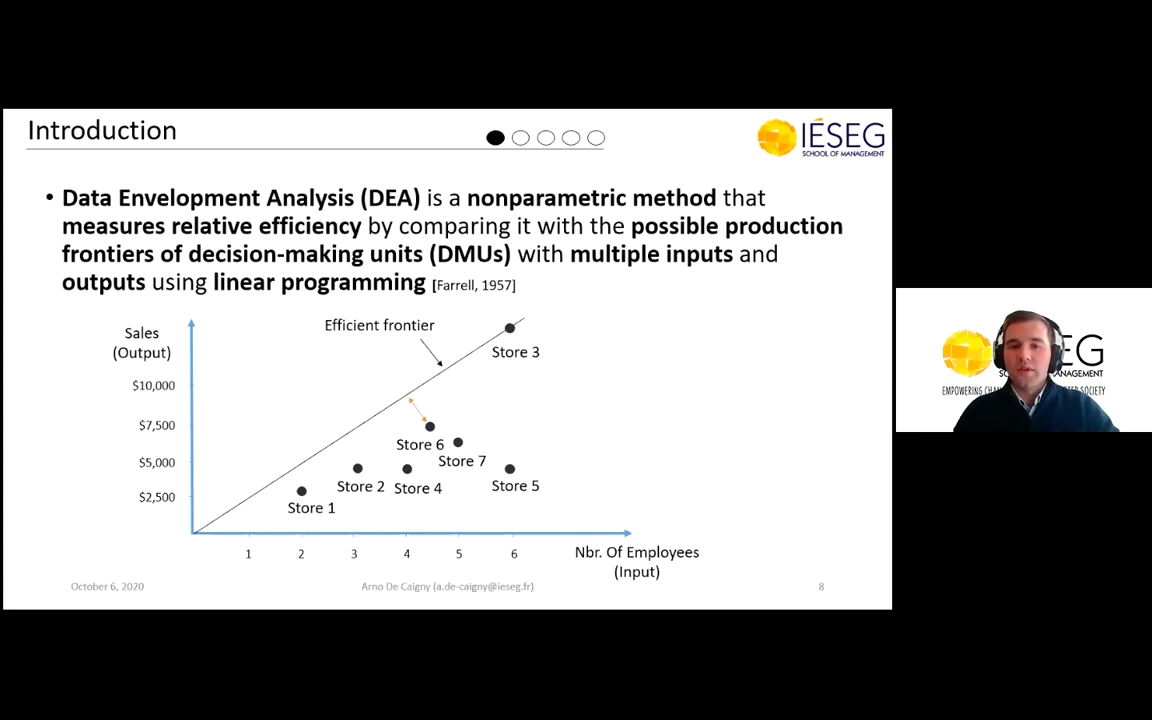 Introduction
IÉSEG
SCHOOL OF MANAGEMENT
• Data Envelopment Analysis (DEA) is a nonparametric method that
measures relative efficiency by comparing it with the possible production
frontiers of decision-making units (DMUs) with multiple inputs and
outputs using linear programming [Farrell, 1957]
Sales
(Output)
Efficient frontier
Store 3
$10,000
$7,500
Store 6
$5,000
Store 7
Store 2
Store 4
Store 5
$2,500
Store 1
1 2 3 4 5 6
Nbr. Of Employees
(Input)
October 6, 2020
Arno De Caigny (a.de-caigny@ieseg.fr)
8
EG
EMPOWERING
SOCIETY